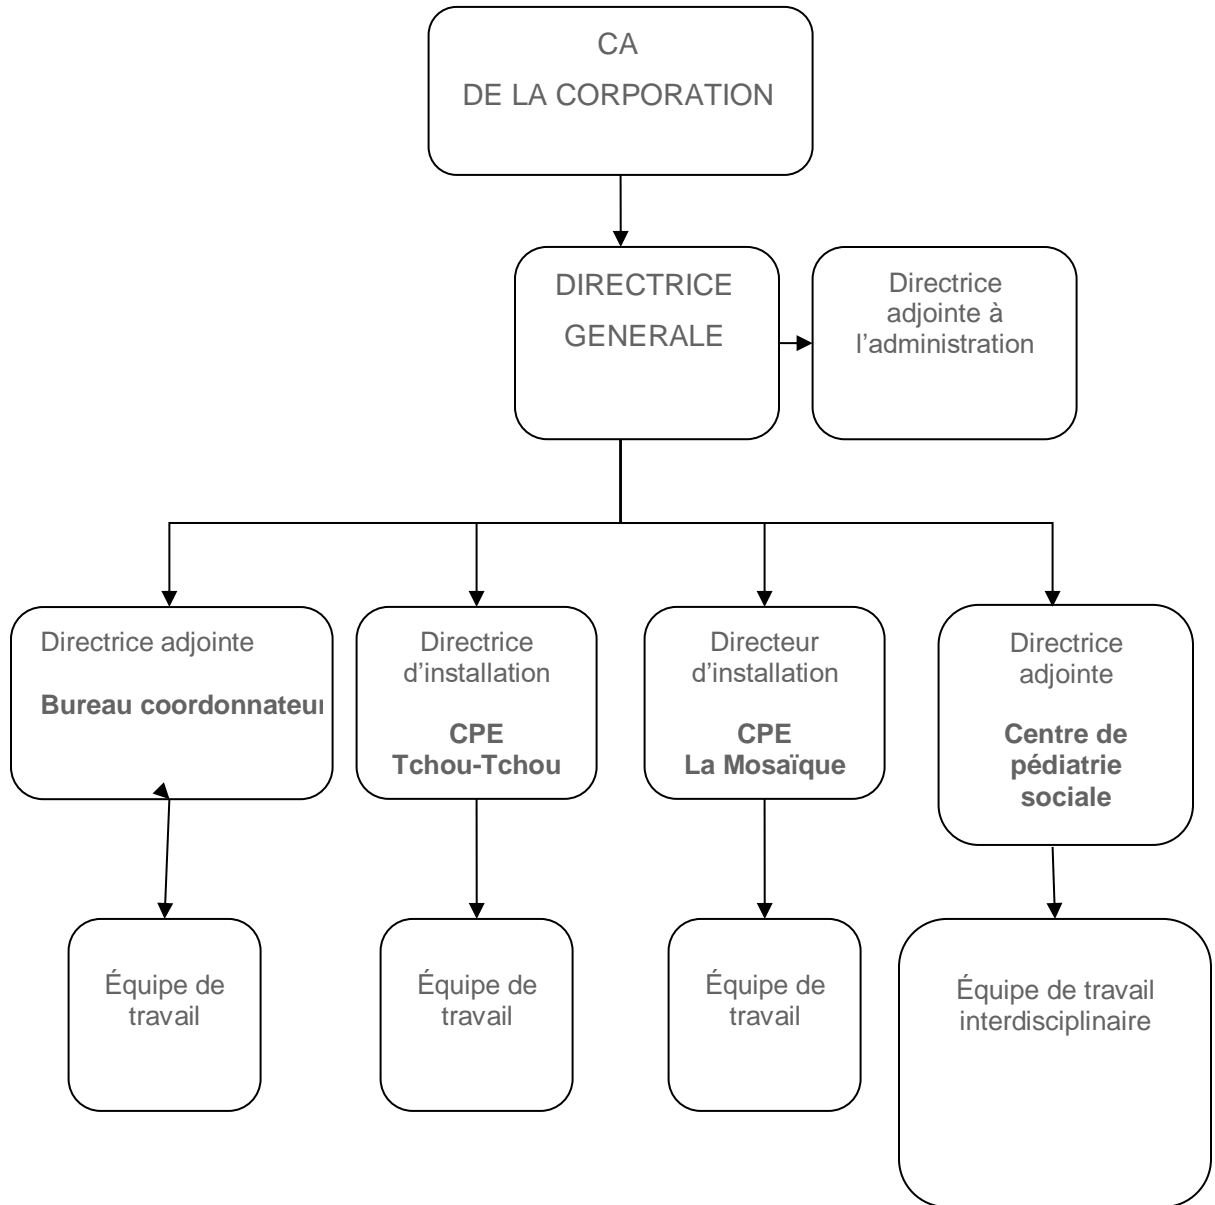 CA
DE LA CORPORATION
DIRECTRICE
GENERALE
Directrice
adjointe à
l’administration
Directrice adjointe
Bureau coordonnateur
Directrice
d’installation
CPE
Tchou-Tchou
Directeur
d’installation
CPE
La Mosaïque
Directrice
adjointe
Centre de
pédiatrie
sociale
Équipe de
travail
Équipe de
travail
Équipe de
travail
Équipe de travail
interdisciplinaire